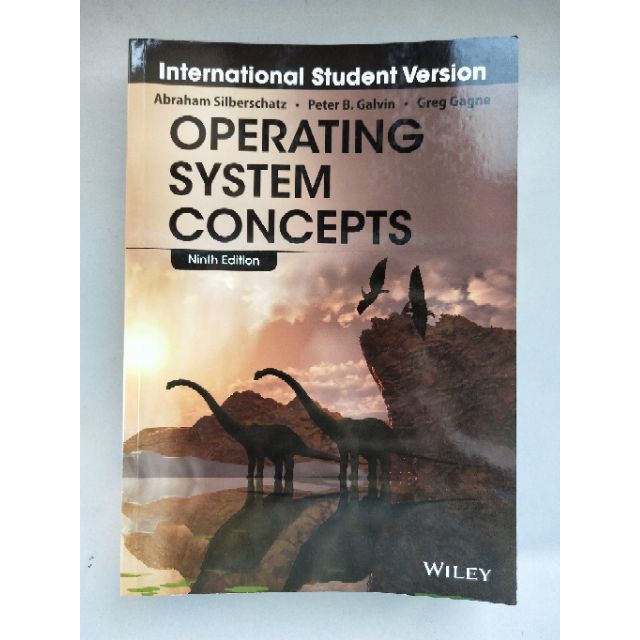 International Student Version
Abraham Silberschatz • Peter B. Galvin • Greg Gagne
OPERATING
SYSTEM
CONCEPTS
Ninth Edition
WILEY